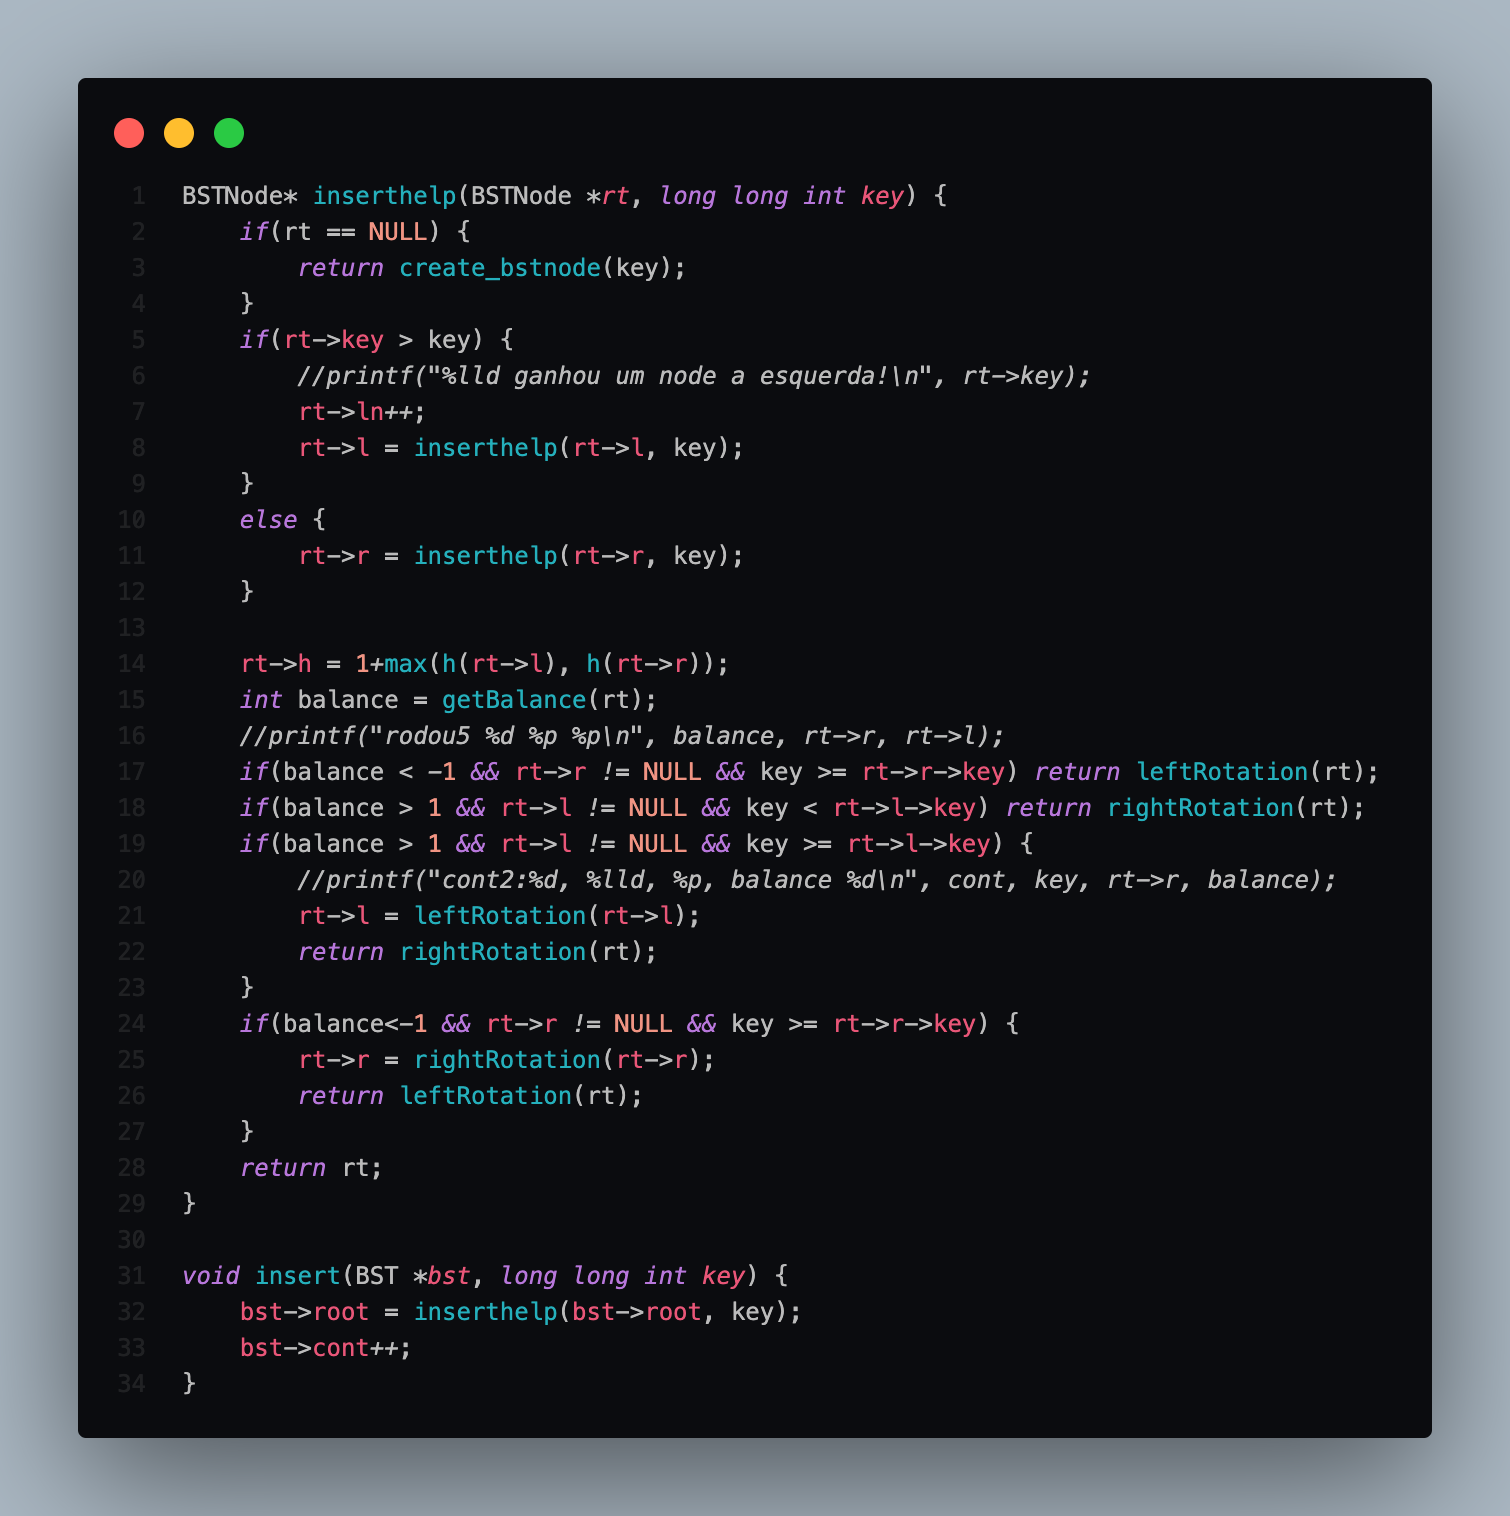 1 BSTNode* inserthelp(BSTNode *rt, long long int key) {
2     if(rt == NULL) {
3         return create_bstnode(key);
4     }
5     if(rt->key > key) {
6         //printf("%lld ganhou um node a esquerda!\n", rt->key);
7         rt->ln++;
8         rt->l = inserthelp(rt->l, key);
9     }
10     else {
11         rt->r = inserthelp(rt->r, key);
12     }
13
14     rt->h = 1+max(h(rt->l), h(rt->r));
15     int balance = getBalance(rt);
16     //printf("rodou5 %d %p %p\n", balance, rt->r, rt->l);
17     if(balance < -1 && rt->r != NULL && key >= rt->r->key) return leftRotation(rt);
18     if(balance > 1 && rt->l != NULL && key < rt->l->key) return rightRotation(rt);
19     if(balance > 1 && rt->l != NULL && key >= rt->l->key) {
20         //printf("cont2:%d, %lld, %p, balance %d\n", cont, key, rt->r, balance);
21         rt->l = leftRotation(rt->l);
22         return rightRotation(rt);
23     }
24     if(balance<-1 && rt->r != NULL && key >= rt->r->key) {
25         rt->r = rightRotation(rt->r);
26         return leftRotation(rt);
27     }
28     return rt;
29 }
30
31 void insert(BST *bst, long long int key) {
32     bst->root = inserthelp(bst->root, key);
33     bst->cont++;
34 }